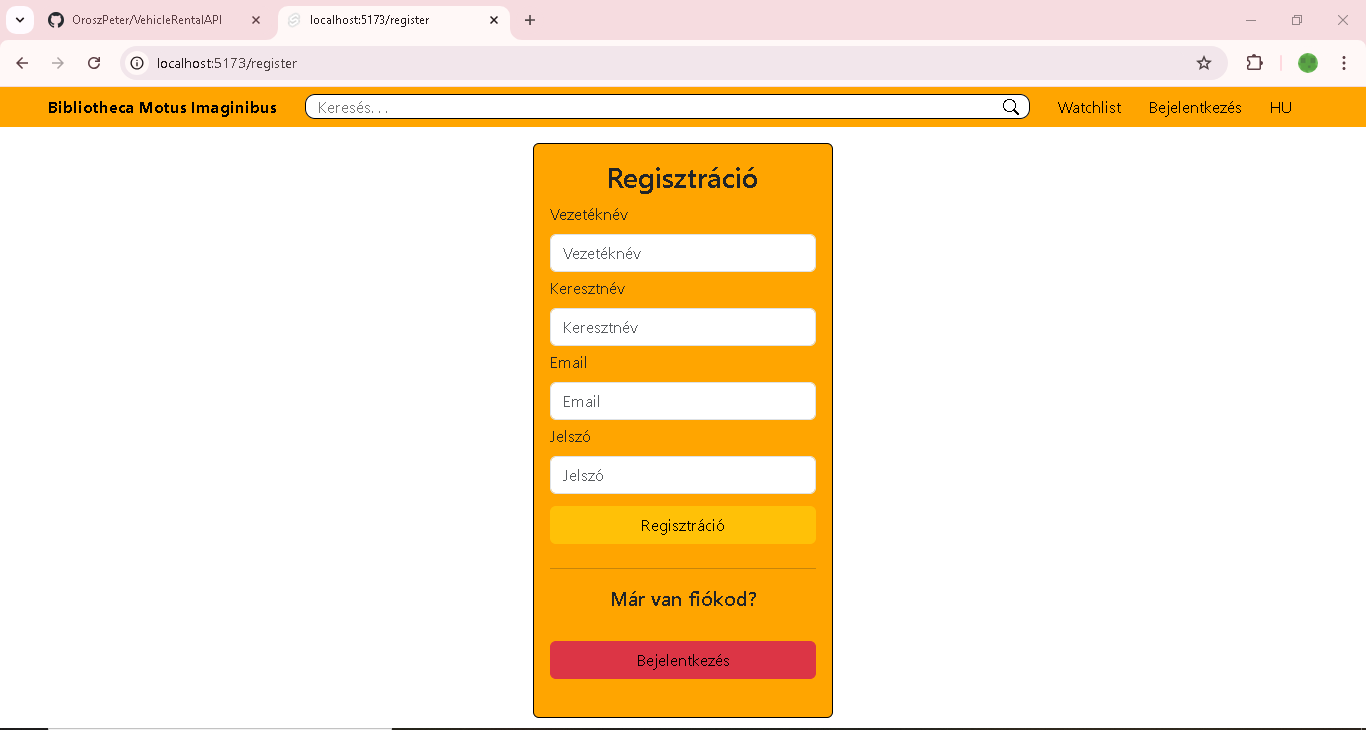 OroszPeter/VehicleRentalAPI
localhost:5173/register
localhost:5173/register
Bibliotheca Motus Imaginibus
Keresés...
Watchlist
Bejelentkezés
HU
Regisztráció
Vezetéknév
Vezetéknév
Keresztnév
Keresztnév
Email
Email
Jelszó
Jelszó
Regisztráció
Már van fiókod?
Bejelentkezés